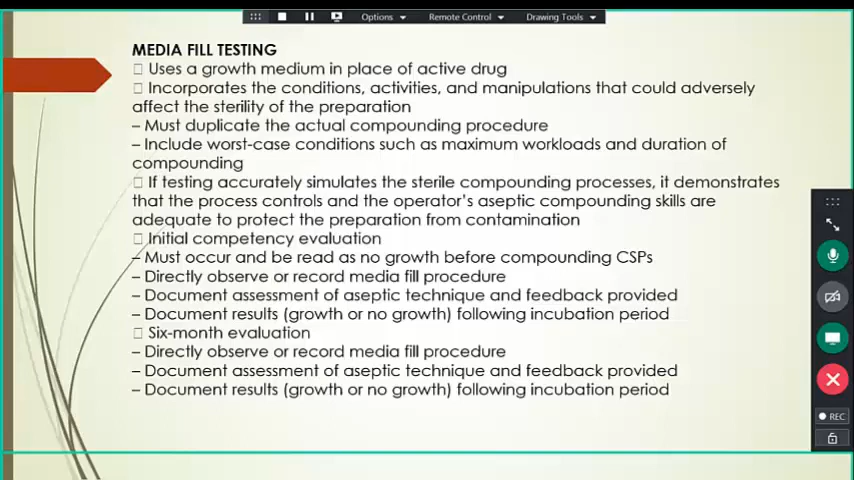 Options
Remote Control
Drawing Tools
MEDIA FILL TESTING
□ Uses a growth medium in place of active drug
□ Incorporates the conditions, activities, and manipulations that could adversely
affect the sterility of the preparation
– Must duplicate the actual compounding procedure
– Include worst-case conditions such as maximum workloads and duration of
compounding
□ If testing accurately simulates the sterile compounding processes, it demonstrates
that the process controls and the operator's aseptic compounding skills are
adequate to protect the preparation from contamination
□ Initial competency evaluation
– Must occur and be read as no growth before compounding CSPs
– Directly observe or record media fill procedure
– Document assessment of aseptic technique and feedback provided
– Document results (growth or no growth) following incubation period
□ Six-month evaluation
– Directly observe or record media fill procedure
– Document assessment of aseptic technique and feedback provided
– Document results (growth or no growth) following incubation period
REC